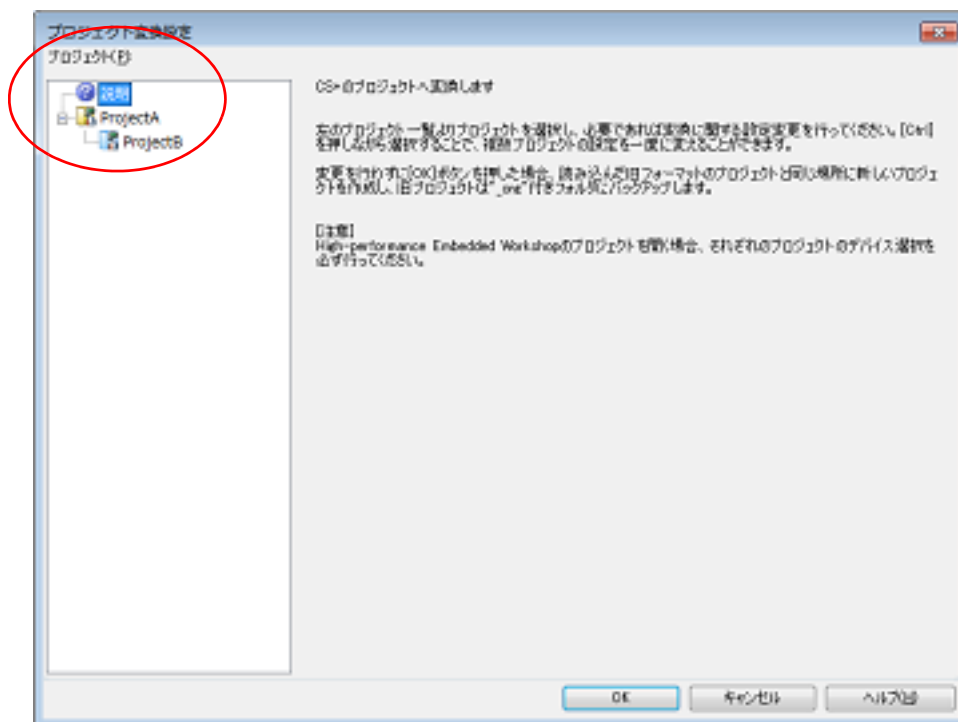 プロジェクト変換設定
プロジェクト(P)
説明
ProjectA
ProjectB
CS+のプロジェクトへ変換します
左のプロジェクト一覧よりプロジェクトを選択し、必要であれば変換に関する設定変更を行ってください。[Ctrl]
を押しながら選択することで、複数プロジェクトの設定を一度に変えることができます。
変更を行わずに[OK]ボタンを押した場合、読み込んだ旧フォーマットのプロジェクトと同じ場所に新しいプロジェ
クトを作成し、旧プロジェクトは 付きフォルダにバックアップします。
【注意】
High-performance Embedded Workshopのプロジェクトを開く場合、それぞれのプロジェクトのデバイス選択を
必ず行ってください。
OK
キャンセル
ヘルプ(H)